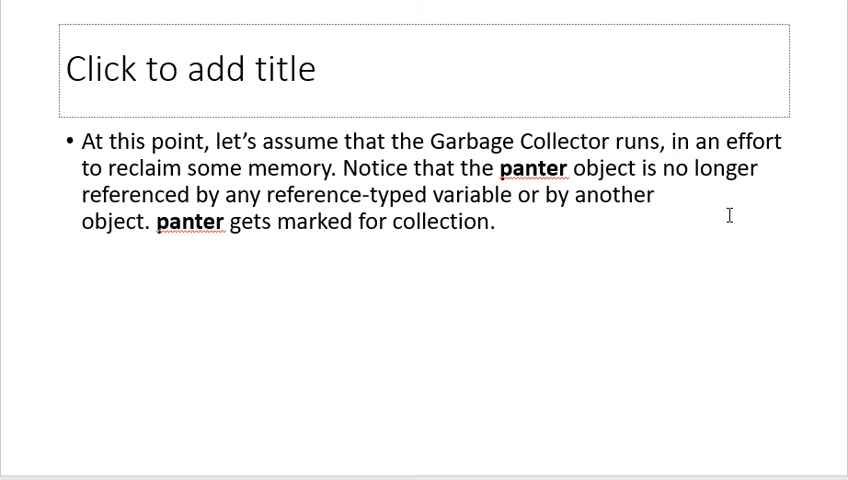 Click to add title
• At this point, let’s assume that the Garbage Collector runs, in an effort
to reclaim some memory. Notice that the panter object is no longer
referenced by any reference-typed variable or by another
object. panter gets marked for collection.